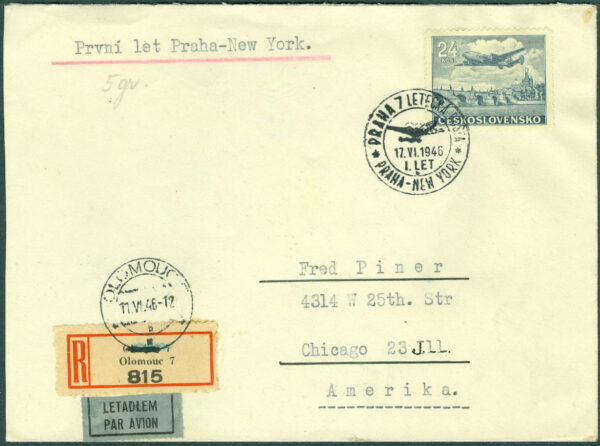 První let Praha-New York.
5 gr.
24
Kčs
ČESKOSLOVENSKO
PRAHA 7 LETECKÁ POŠTA
17.VI.1946
I. LET
PRAHA-NEW YORK
Fred Piner
4314 W 25th. Str
Chicago 23 Jll.
Amerika.
OLOMOUC
11.VI.46-12
R
Olomouc 7
815
LETADLEM
PAR AVION